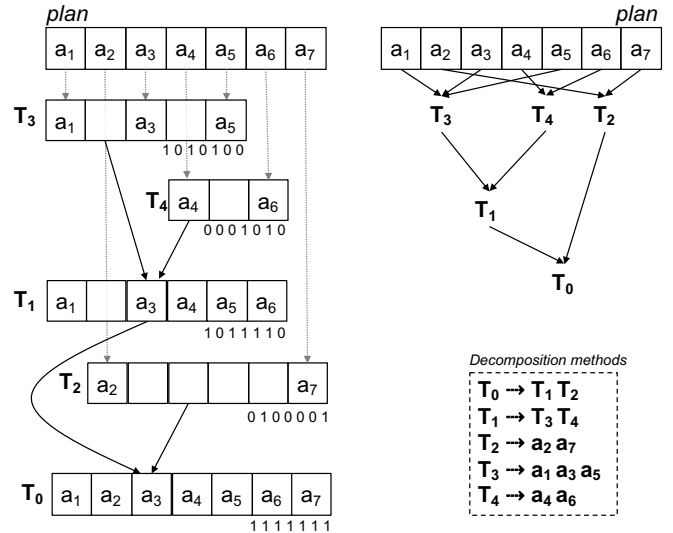 plan
a1 a2 a3 a4 a5 a6 a7
T3 a1 a3 a5
1010100
T4 a4 a6
0001010
T1 a1 a3 a4 a5 a6
1011110
T2 a2 a7
0100001
T0 a1 a2 a3 a4 a5 a6 a7
1111111
plan
a1 a2 a3 a4 a5 a6 a7
T3 T4 T2
T1
T0
Decomposition methods
T0 ⇢ T1 T2
T1 ⇢ T3 T4
T2 ⇢ a2 a7
T3 ⇢ a1 a3 a5
T4 ⇢ a4 a6